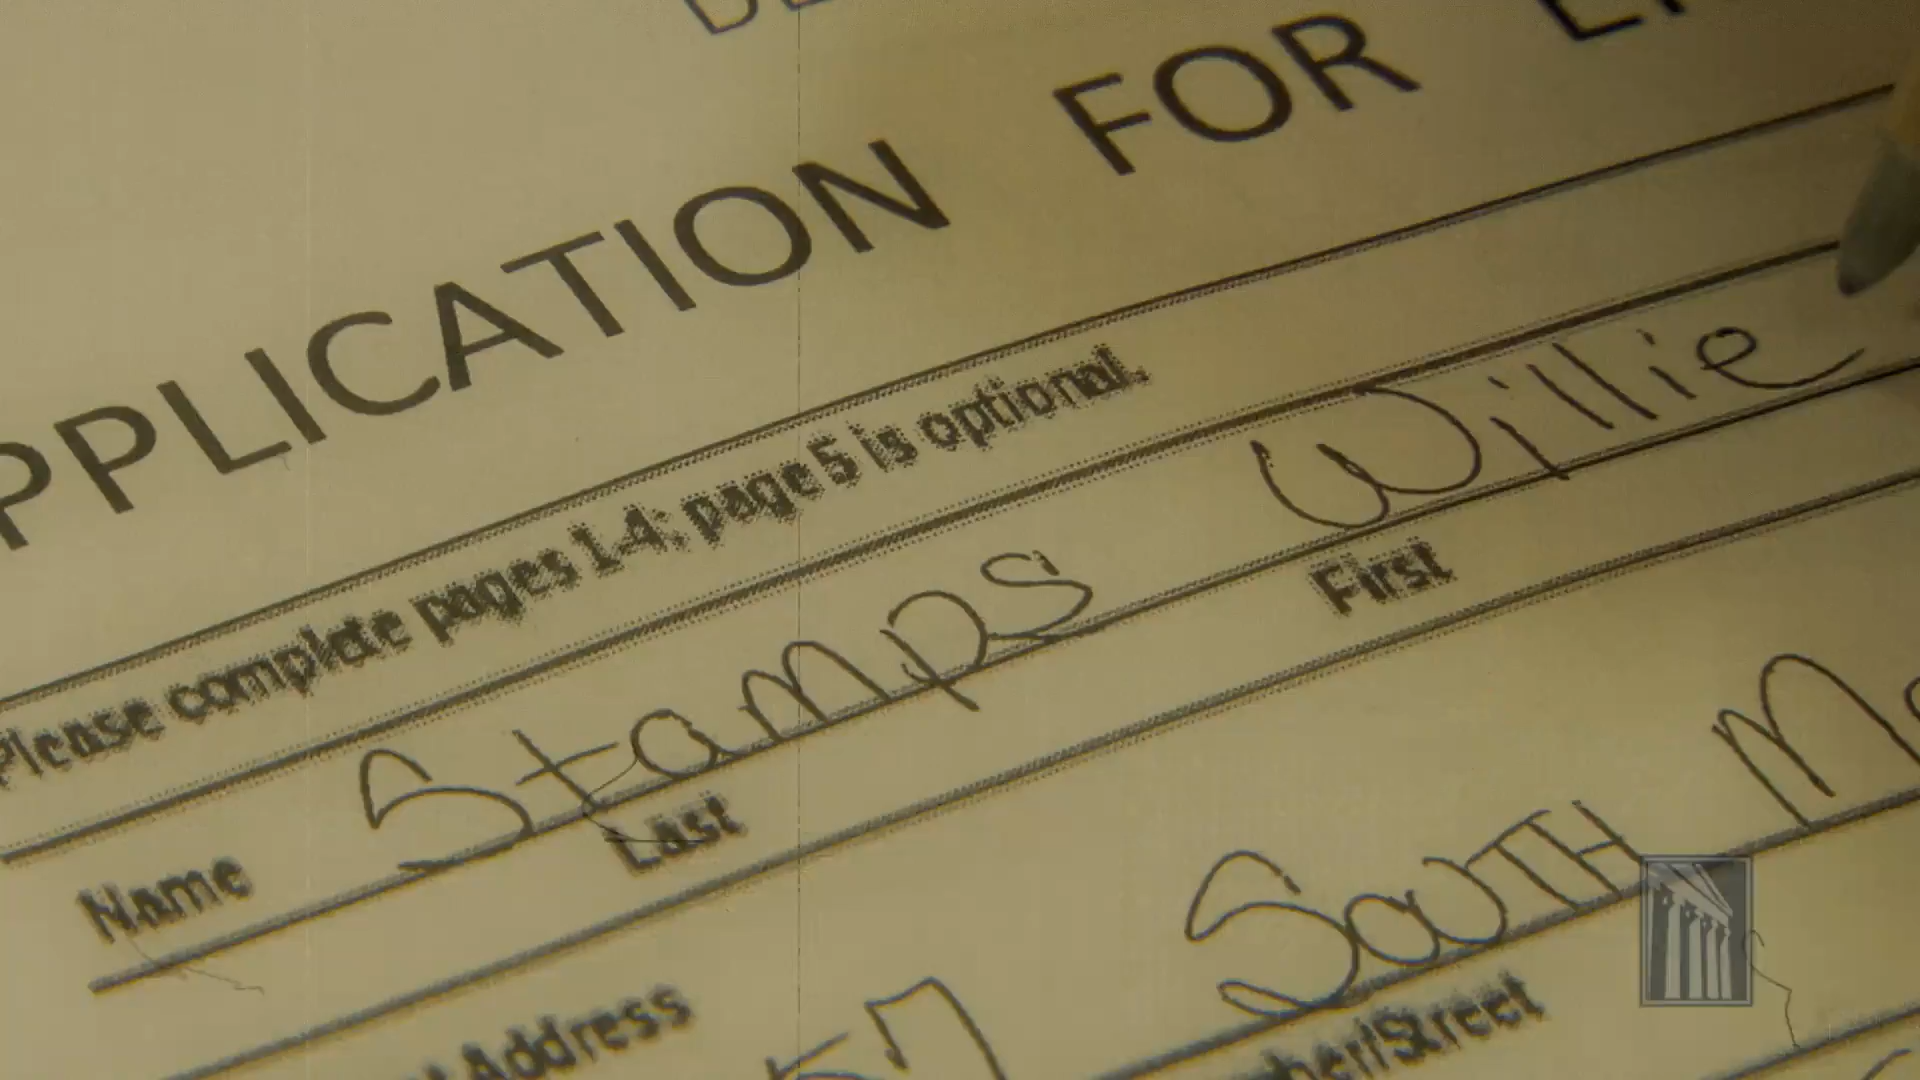 APPLICATION FOR
Please complete pages 1-4; page 5 is optional.
Name Stamps Willie
Last First
57 South
Address Street